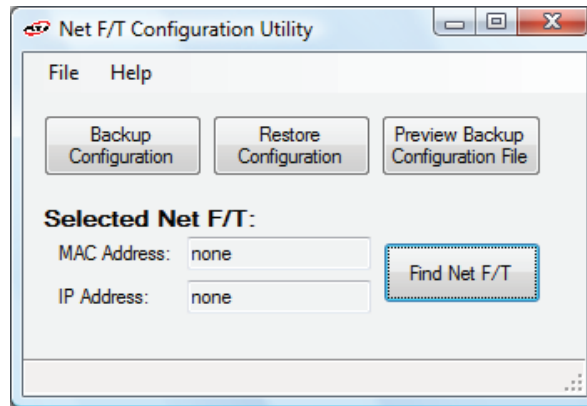 Net F/T Configuration Utility
File Help
Backup Configuration
Restore Configuration
Preview Backup Configuration File
Selected Net F/T:
MAC Address: none
Find Net F/T
IP Address: none